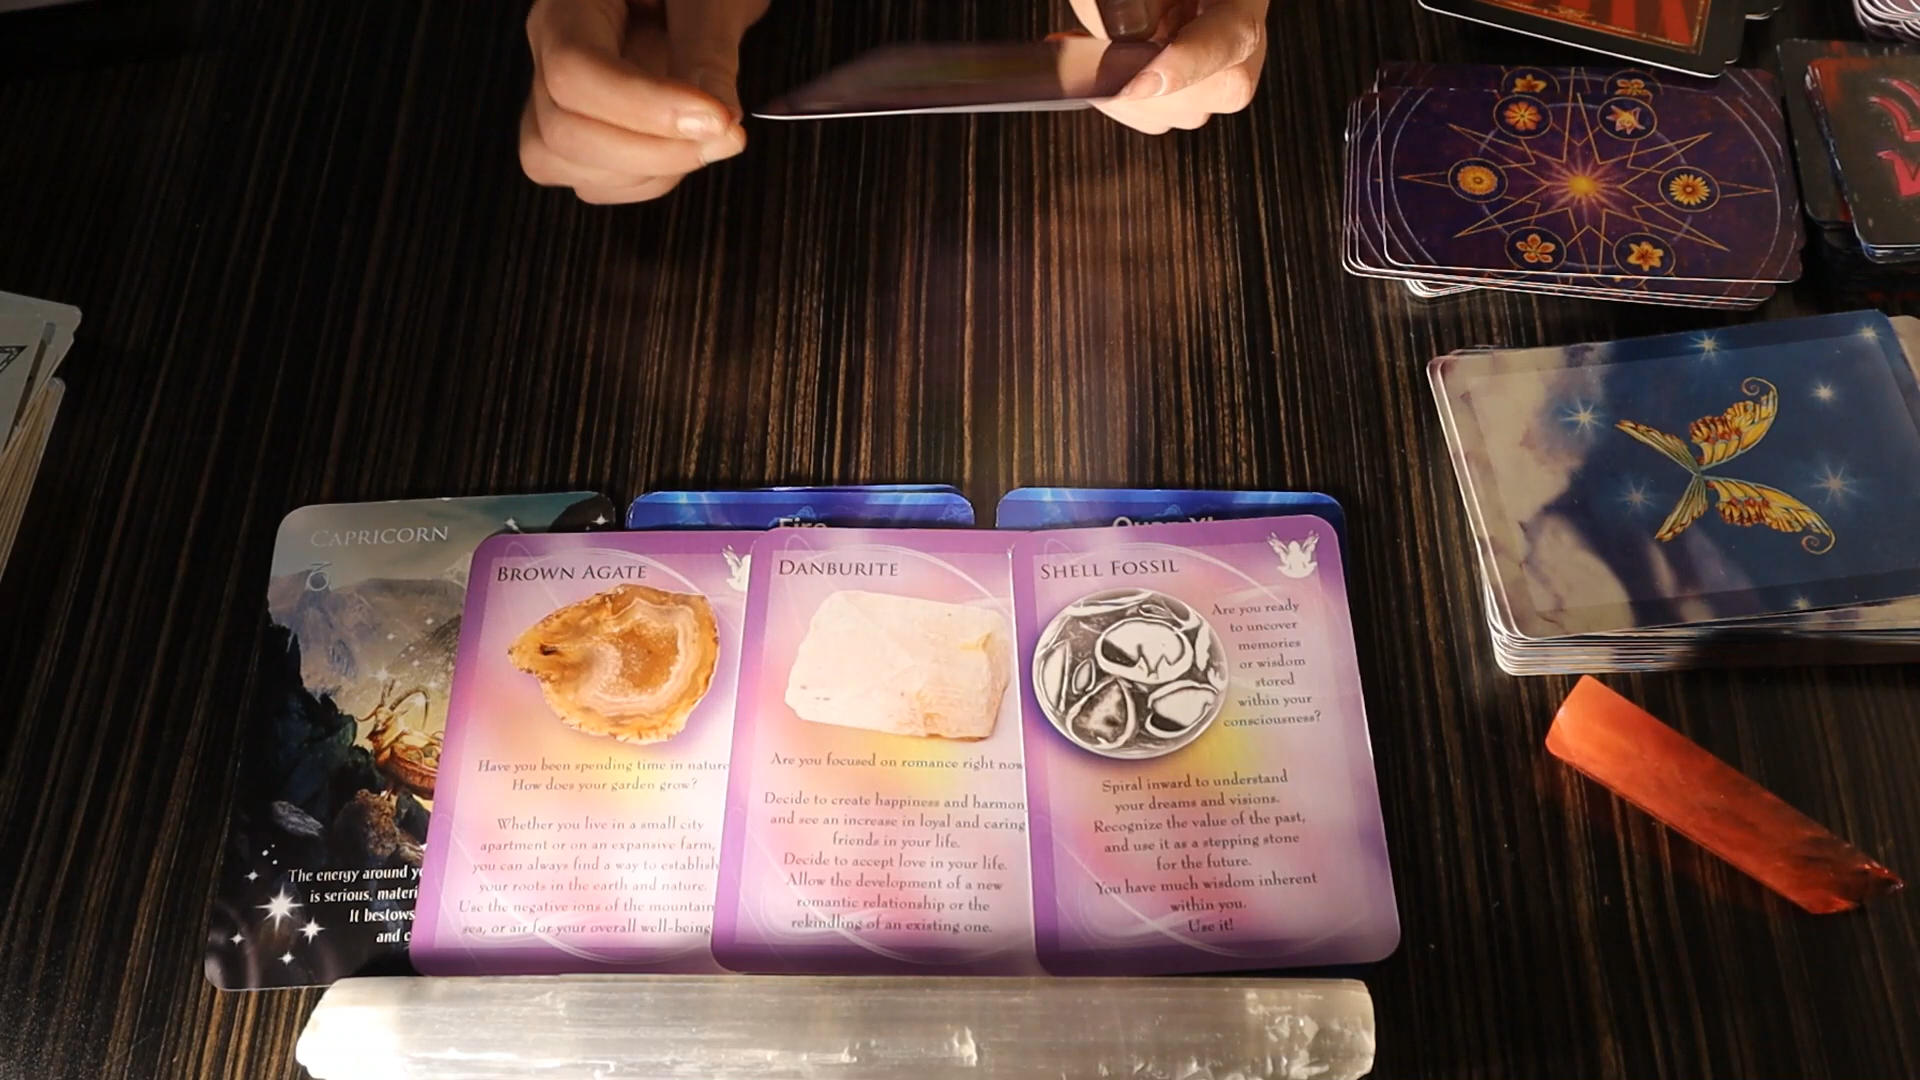 CAPRICORN
The energy around
is serious,
It bestows
and
Fire
BROWN AGATE
Have you been spending time in nature
How does your garden grow?
Whether you live in a small city
apartment or on an expansive farm,
you can always find a way to establish
your roots in the earth and nature.
Use the negative ions of the mountain
sea, or air for your overall well-being
DANBURITE
Are you focused on romance right now
Decide to create happiness and harmon
and see an increase in loyal and caring
friends in your life.
Decide to accept love in your life.
Allow the development of a new
romantic relationship or the
rekindling of an existing one.
SHELL FOSSIL
Are you ready
to uncover
memories
or wisdom
stored
within your
consciousness?
Spiral inward to understand
your dreams and visions.
Recognize the value of the past,
and use it as a stepping stone
for the future.
You have much wisdom inherent
within you.
Use it!